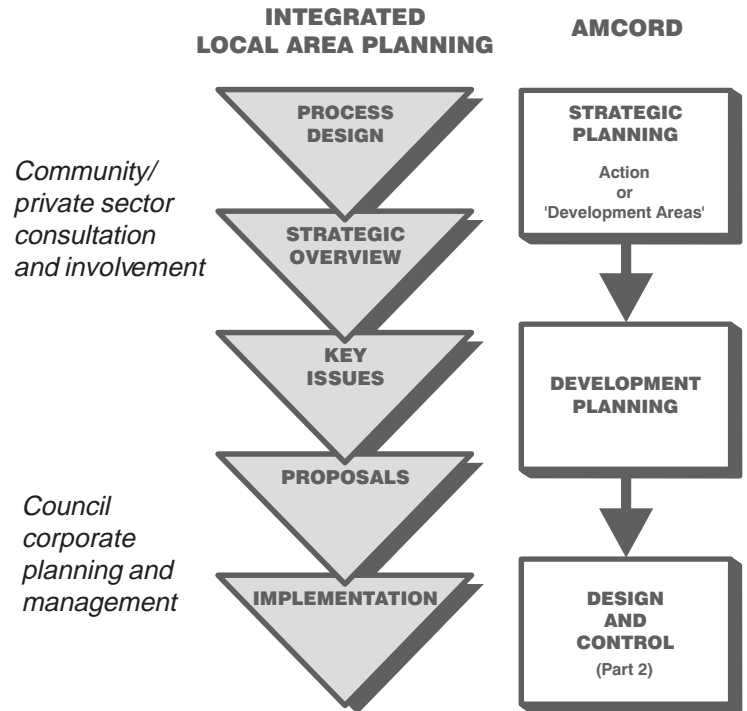 INTEGRATED
LOCAL AREA PLANNING
AMCORD
Community/
private sector
consultation
and involvement
Council
corporate
planning and
management
PROCESS
DESIGN
STRATEGIC
OVERVIEW
KEY
ISSUES
PROPOSALS
IMPLEMENTATION
STRATEGIC
PLANNING
Action
or
'Development Areas'
DEVELOPMENT
PLANNING
DESIGN
AND
CONTROL
(Part 2)